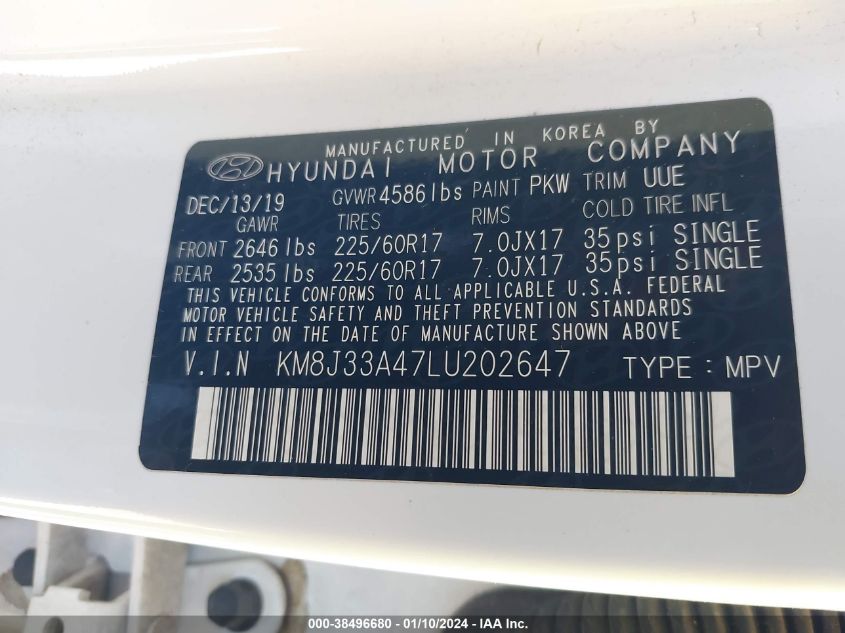 MANUFACTURED IN KOREA BY
HYUNDAI MOTOR COMPANY
DEC/13/19 GVWR 4586 lbs PAINT PKW TRIM UUE
GAWR TIRES RIMS COLD TIRE INFL
FRONT 2646 lbs 225/60R17 7.0JX17 35psi SINGLE
REAR 2535 lbs 225/60R17 7.0JX17 35psi SINGLE
THIS VEHICLE CONFORMS TO ALL APPLICABLE U.S.A. FEDERAL
MOTOR VEHICLE SAFETY AND THEFT PREVENTION STANDARDS
IN EFFECT ON THE DATE OF MANUFACTURE SHOWN ABOVE
V.I.N KM8J33A47LU202647 TYPE : MPV
000-38496680 - 01/10/2024 - IAA Inc.